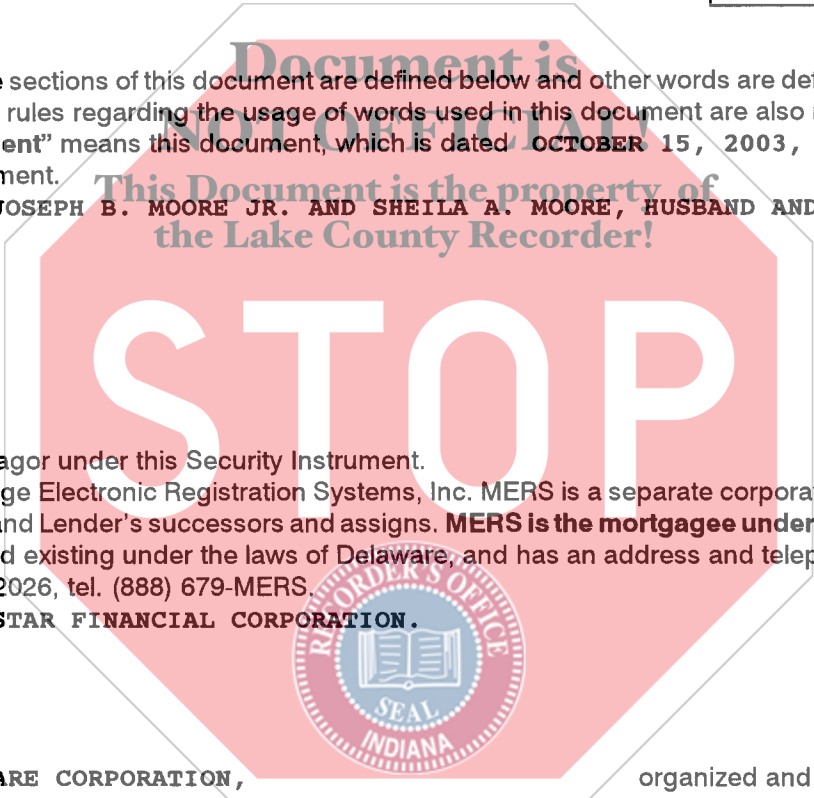 Document is
sections of this document are defined below and other words are def
NOT OFFICIAL!
rules regarding the usage of words used in this document are also
ent" means this document, which is dated OCTOBER 15, 2003,
ment.
This Document is the property of
JOSEPH B. MOORE JR. AND SHEILA A. MOORE, HUSBAND AND
the Lake County Recorder!
STOP
agor under this Security Instrument.
ge Electronic Registration Systems, Inc. MERS is a separate corpora
and Lender's successors and assigns. MERS is the mortgagee under
d existing under the laws of Delaware, and has an address and telep
2026, tel. (888) 679-MERS.
STAR FINANCIAL CORPORATION.
RECORDER'S OFFICE
SEAL
INDIANA
ARE CORPORATION, organized and